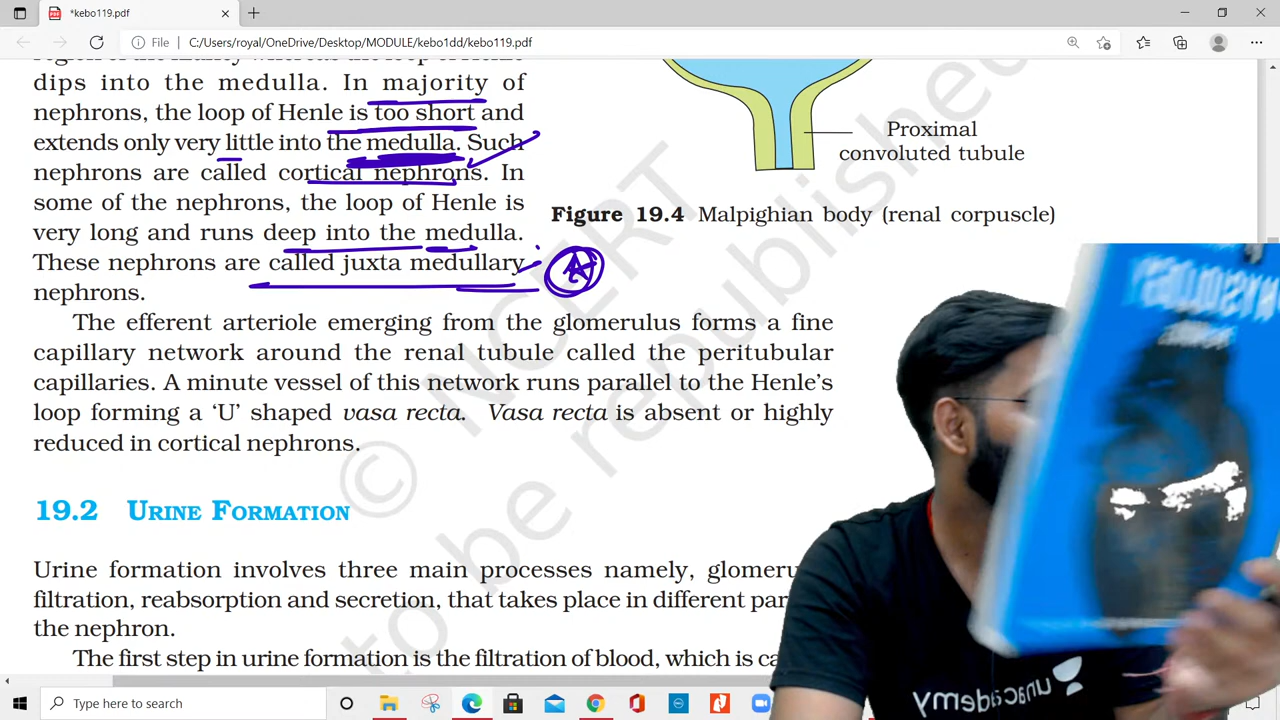 *kebo119.pdf
File
C:/Users/royal/OneDrive/Desktop/MODULE/kebo1dd/kebo119.pdf
dips into the medulla. In majority of
nephrons, the loop of Henle is too short and
extends only very little into the medulla. Such
nephrons are called cortical nephrons. In
some of the nephrons, the loop of Henle is
very long and runs deep into the medulla.
These nephrons are called juxta medullary
nephrons.
Proximal
convoluted tubule
Figure 19.4 Malpighian body (renal corpuscle)
The efferent arteriole emerging from the glomerulus forms a fine
capillary network around the renal tubule called the peritubular
capillaries. A minute vessel of this network runs parallel to the Henle's
loop forming a 'U' shaped vasa recta. Vasa recta is absent or highly
reduced in cortical nephrons.
19.2 URINE FORMATION
Urine formation involves three main processes namely, glomeru
filtration, reabsorption and secretion, that takes place in different par
the nephron.
The first step in urine formation is the filtration of blood, which is ca
© NCERT
to be republished
unacademy
Type here to search